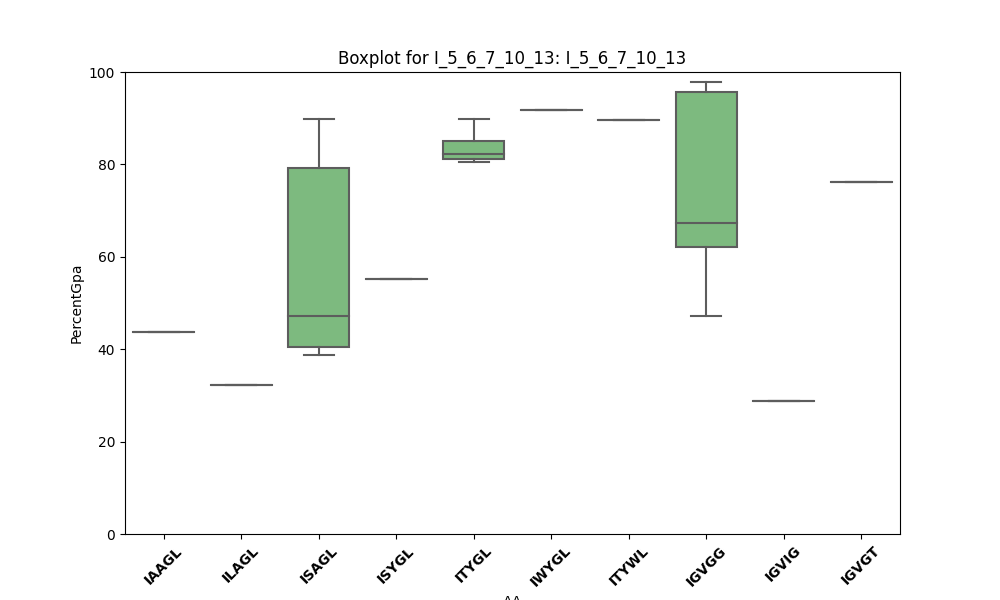 Boxplot for I_5_6_7_10_13: I_5_6_7_10_13
100
80
60
40
20
0
PercentGpa
IAAGL
ILAGL
ISAGL
ISYGL
ITYGL
IWYGL
ITYWL
IGVGG
IGVIG
IGVGT
AA